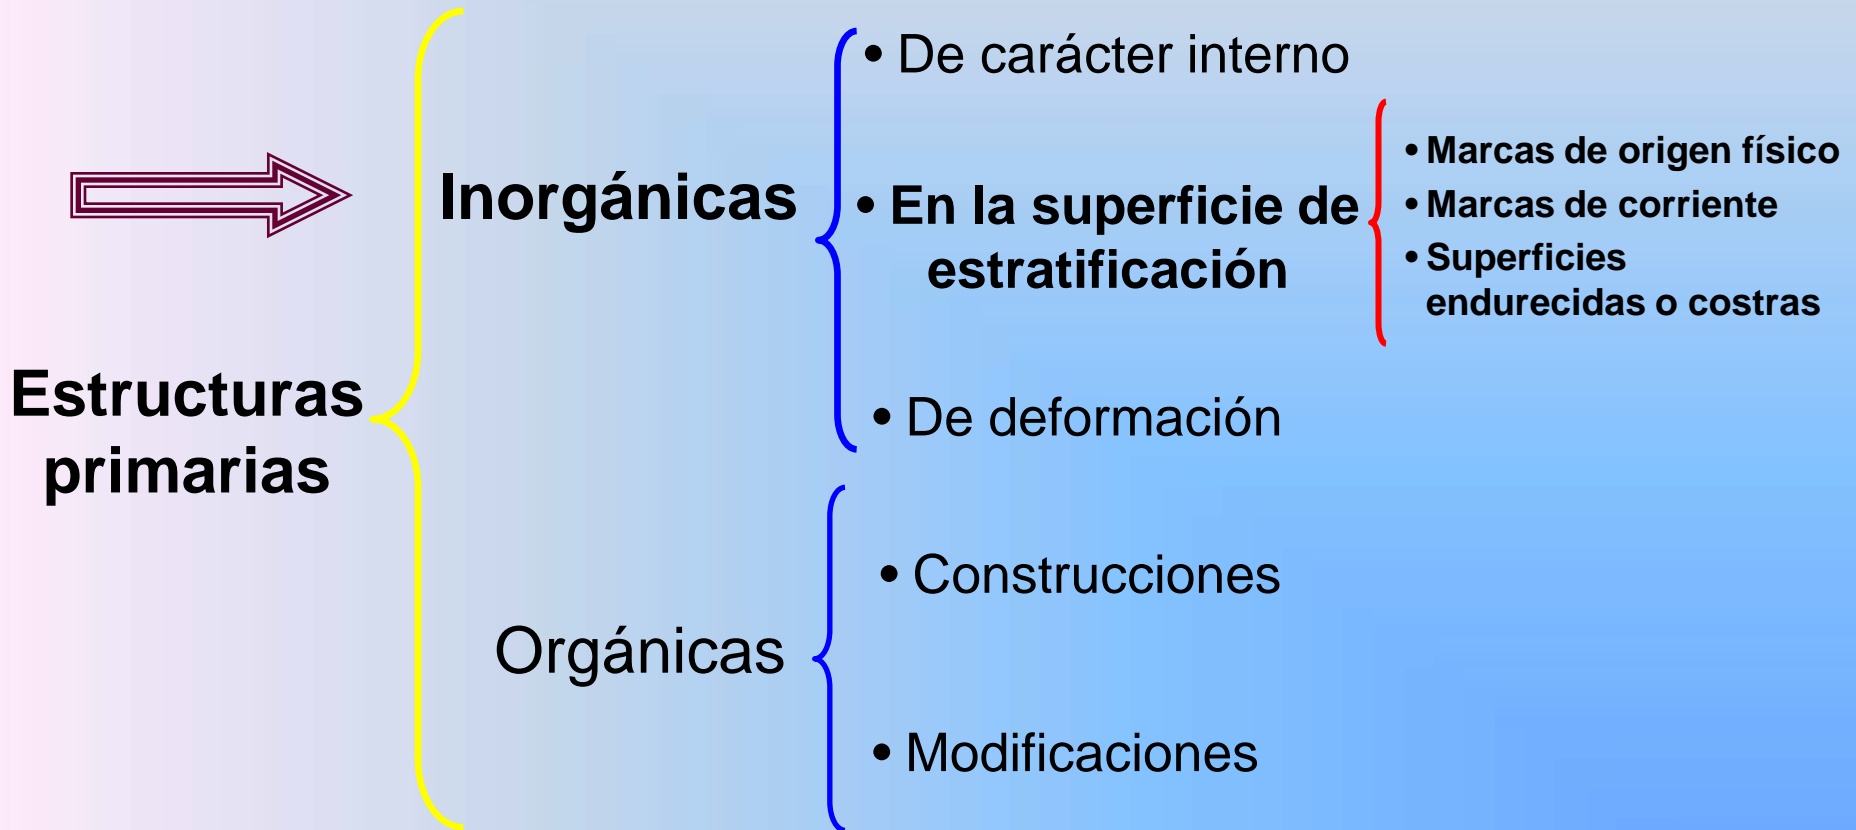 Estructuras
primarias
Inorgánicas
• De carácter interno
• En la superficie de
estratificación
• Marcas de origen físico
• Marcas de corriente
• Superficies
endurecidas o costras
• De deformación
Orgánicas
• Construcciones
• Modificaciones